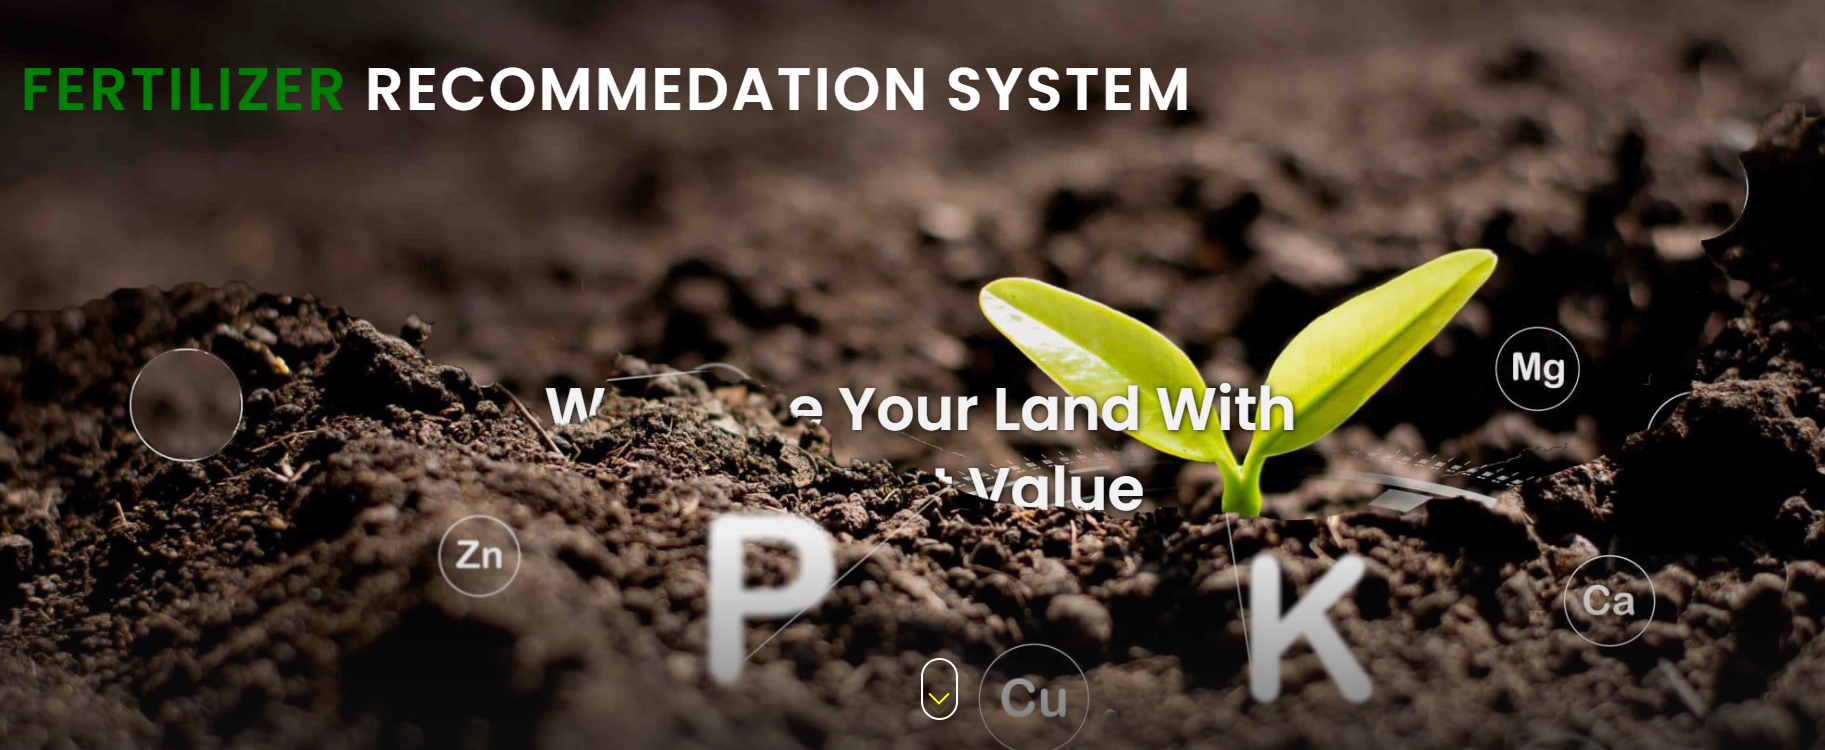 FERTILIZER RECOMMEDATION SYSTEM
Mg
Your Land With
Value
Zn
P
K
Ca
Cu